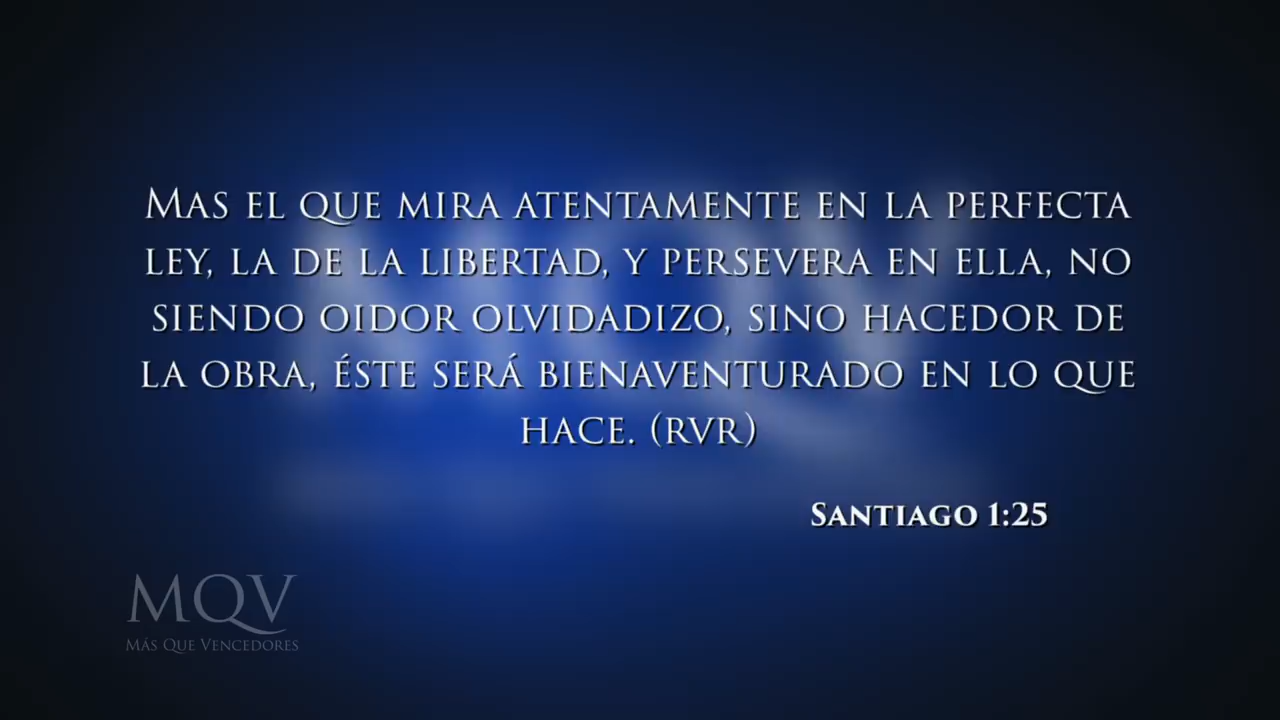 Mas el que mira atentamente en la perfecta
ley, la de la libertad, y persevera en ella, no
siendo oidor olvidadizo, sino hacedor de
la obra, éste será bienaventurado en lo que
hace. (RVR)
Santiago 1:25
MQV
Más Que Vencedores